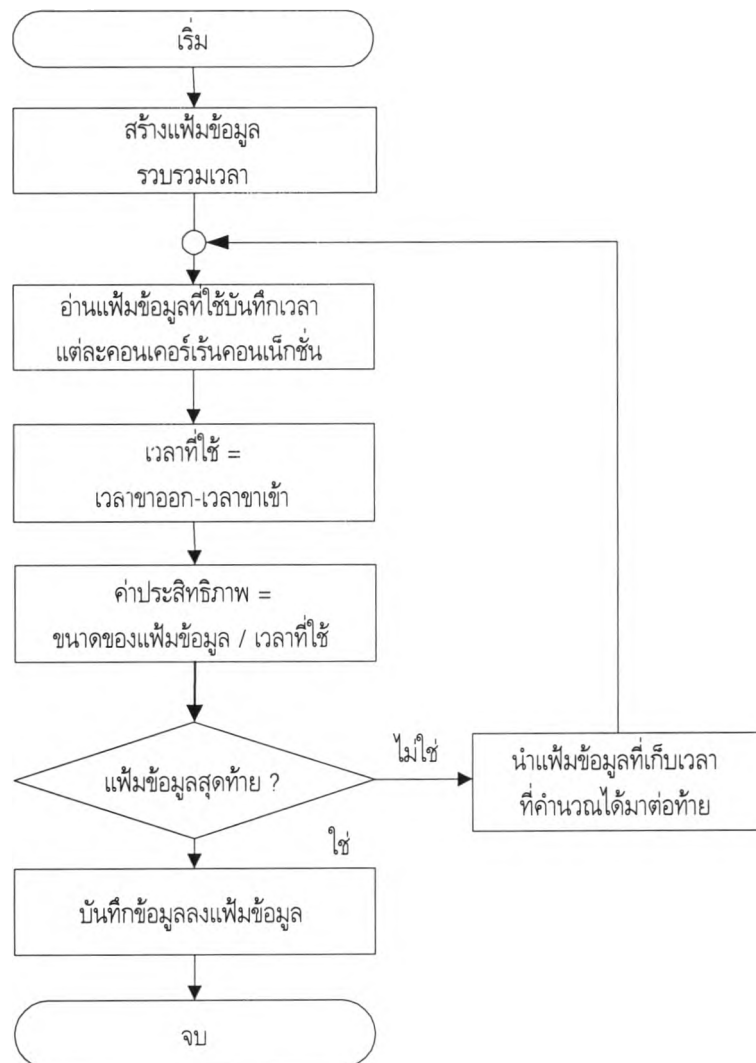 เริ่ม
สร้างแฟ้มข้อมูล
รวบรวมเวลา
อ่านแฟ้มข้อมูลที่ใช้บันทึกเวลา
แต่ละคอนเคอร์เร้นคอนเน็กชั่น
เวลาที่ใช้ =
เวลาขาออก-เวลาขาเข้า
ค่าประสิทธิภาพ =
ขนาดของแฟ้มข้อมูล / เวลาที่ใช้
แฟ้มข้อมูลสุดท้าย ?
ไม่ใช่
นำแฟ้มข้อมูลที่เก็บเวลา
ที่คำนวณได้มาต่อท้าย
ใช่
บันทึกข้อมูลลงแฟ้มข้อมูล
จบ